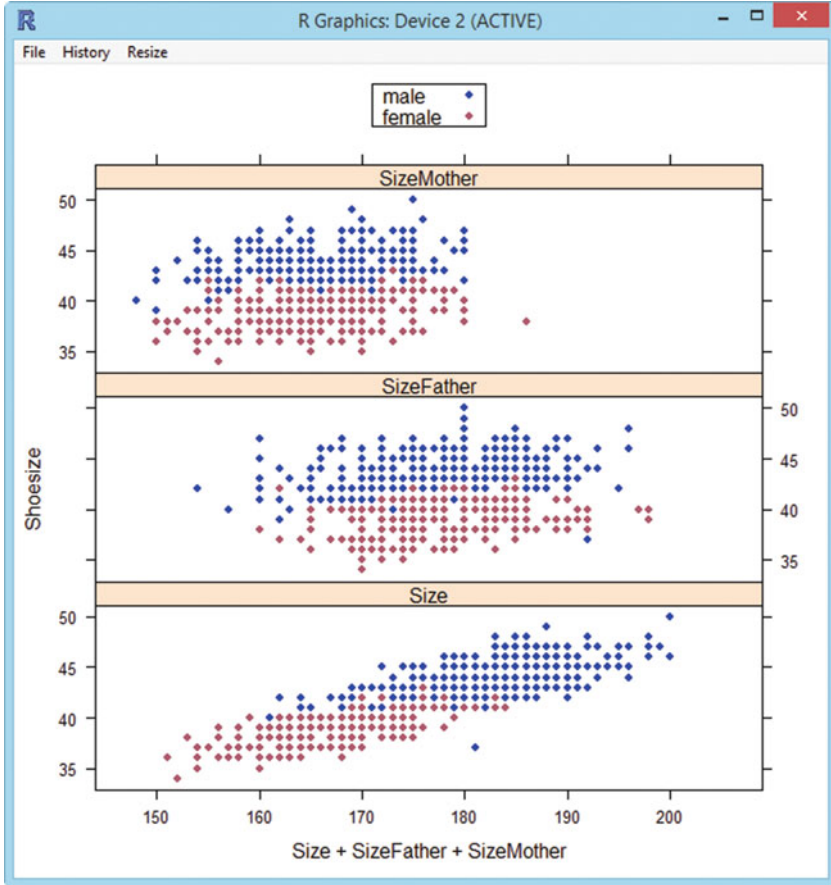 R Graphics: Device 2 (ACTIVE)
File History Resize
male
female
SizeMother
50
45
40
35
SizeFather
50
45
40
35
Size
50
45
40
35
Shoesize
150 160 170 180 190 200
Size + SizeFather + SizeMother